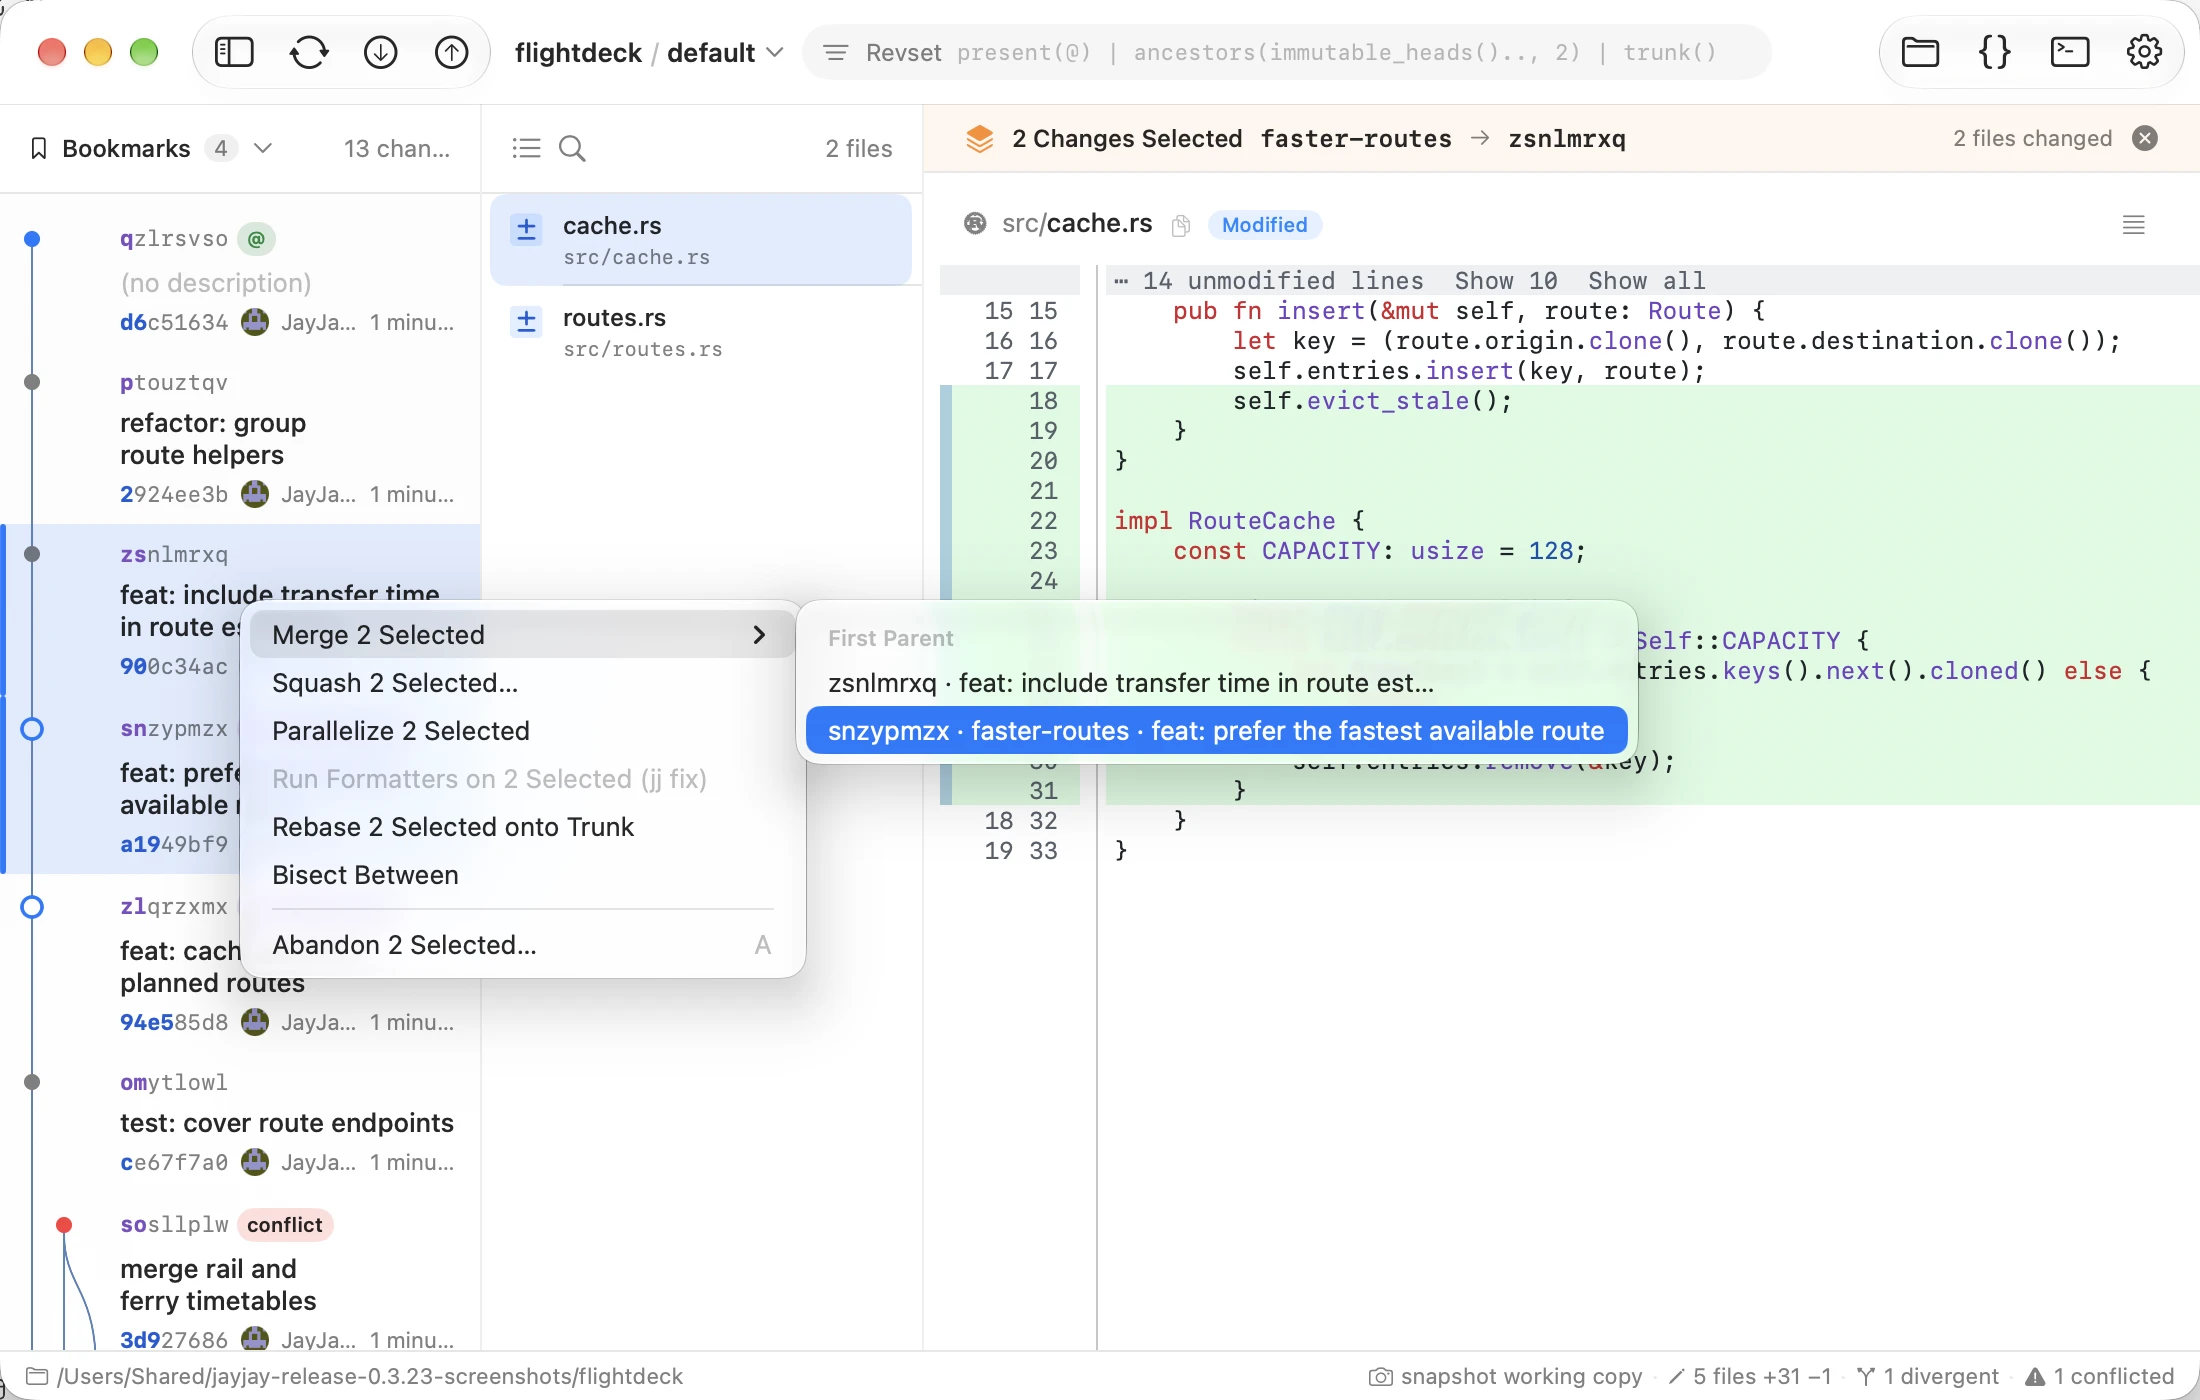 flightdeck / default
Revset present(@) | ancestors(immutable_heads().., 2) | trunk()
Bookmarks 4
13 chan...
2 files
2 Changes Selected faster-routes → zsnlmrxq
2 files changed
qzlrsvso @
(no description)
d6c51634 JayJa... 1 minu...
ptouztqv
refactor: group
route helpers
2924ee3b JayJa... 1 minu...
zsnlmrxq
feat: include transfer time
in route es
900c34ac
snzypmzx
feat: prefe
available
a1949bf9
zlqrzxmx
feat: cach
planned routes
94e585d8 JayJa... 1 minu...
omytlowl
test: cover route endpoints
ce67f7a0 JayJa... 1 minu...
sosllplw conflict
merge rail and
ferry timetables
3d927686 JayJa... 1 minu...
cache.rs
src/cache.rs
routes.rs
src/routes.rs
src/cache.rs Modified
⋯ 14 unmodified lines Show 10 Show all
15 15 pub fn insert(&mut self, route: Route) {
16 16 let key = (route.origin.clone(), route.destination.clone());
17 17 self.entries.insert(key, route);
18 self.evict_stale();
19 }
20 }
21
22 impl RouteCache {
23 const CAPACITY: usize = 128;
24
Self::CAPACITY {
tries.keys().next().cloned() else {
30 self.entries.remove(&key);
31 }
18 32 }
19 33 }
Merge 2 Selected
Squash 2 Selected...
Parallelize 2 Selected
Run Formatters on 2 Selected (jj fix)
Rebase 2 Selected onto Trunk
Bisect Between
Abandon 2 Selected... A
First Parent
zsnlmrxq · feat: include transfer time in route est...
snzypmzx · faster-routes · feat: prefer the fastest available route
/Users/Shared/jayjay-release-0.3.23-screenshots/flightdeck
snapshot working copy · 5 files +31 −1 · 1 divergent · 1 conflicted